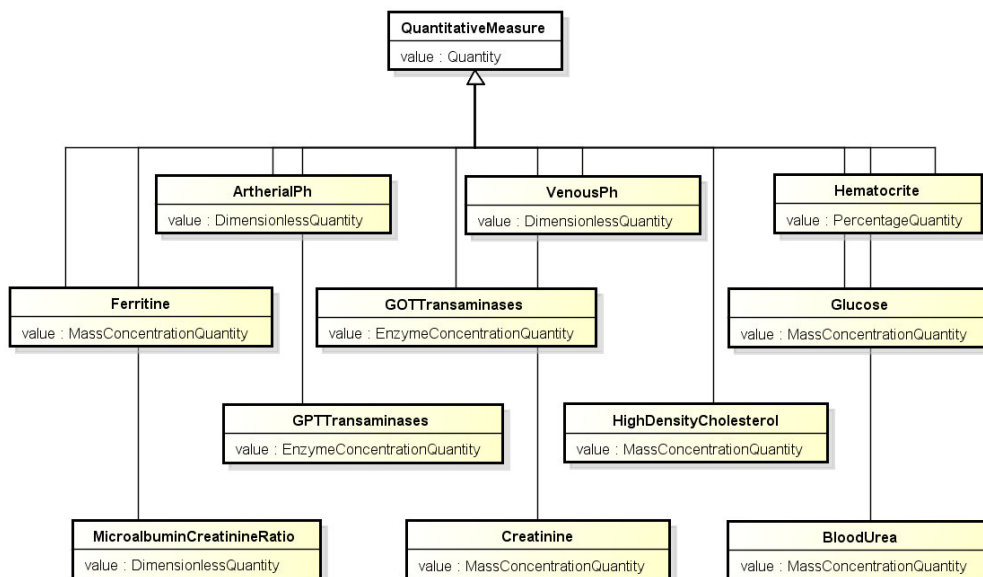 QuantitativeMeasure
value : Quantity
ArtherialPh
value : DimensionlessQuantity
VenousPh
value : DimensionlessQuantity
Hematocrite
value : PercentageQuantity
Ferritine
value : MassConcentrationQuantity
GOTTransaminases
value : EnzymeConcentrationQuantity
Glucose
value : MassConcentrationQuantity
GPTTransaminases
value : EnzymeConcentrationQuantity
HighDensityCholesterol
value : MassConcentrationQuantity
MicroalbuminCreatinineRatio
value : DimensionlessQuantity
Creatinine
value : MassConcentrationQuantity
BloodUrea
value : MassConcentrationQuantity